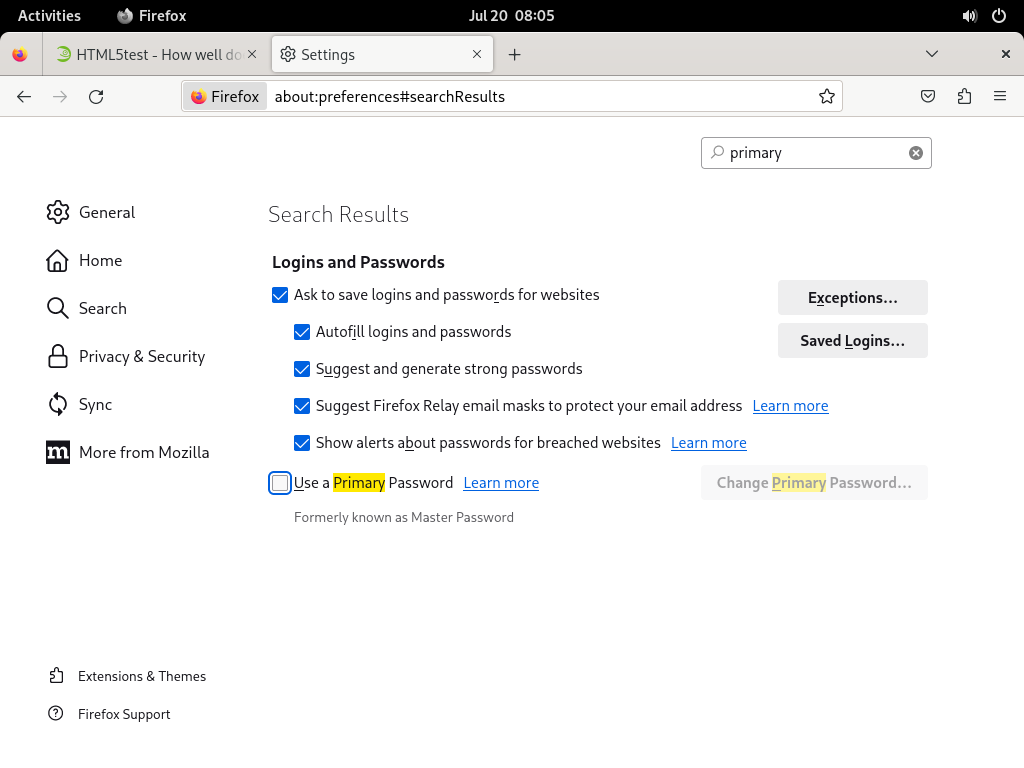 Activities Firefox Jul 20 08:05
HTML5test - How well do Settings
Firefox about:preferences#searchResults
primary
General
Home
Search
Privacy & Security
Sync
More from Mozilla
Extensions & Themes
Firefox Support
Search Results
Logins and Passwords
Ask to save logins and passwords for websites
Exceptions...
Autofill logins and passwords
Saved Logins...
Suggest and generate strong passwords
Suggest Firefox Relay email masks to protect your email address Learn more
Show alerts about passwords for breached websites Learn more
Use a Primary Password Learn more
Change Primary Password...
Formerly known as Master Password